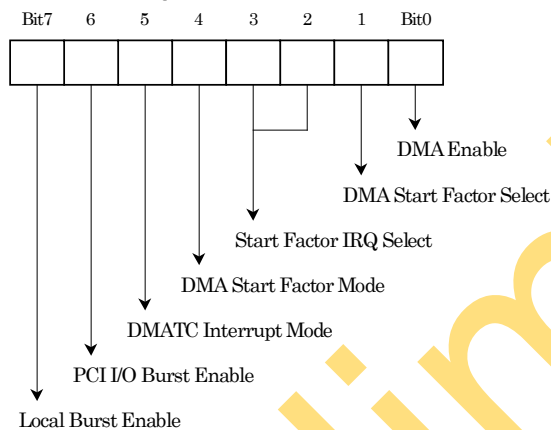 Bit7 6 5 4 3 2 1 Bit0
DMA Enable
DMA Start Factor Select
Start Factor IRQ Select
DMA Start Factor Mode
DMATC Interrupt Mode
PCI I/O Burst Enable
Local Burst Enable